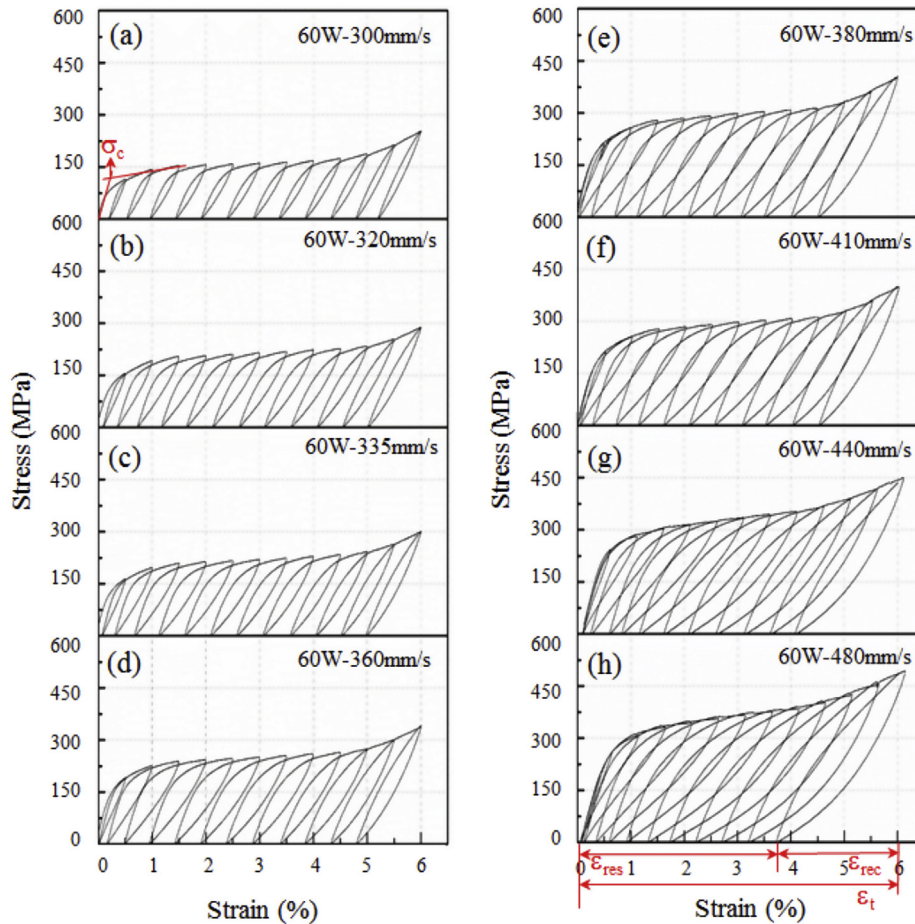 600
(a)
60W-300mm/s
450
300
σc
150
600
(b)
60W-320mm/s
450
300
150
600
(c)
60W-335mm/s
450
300
150
600
(d)
60W-360mm/s
450
300
150
0
0 1 2 3 4 5 6
Strain (%)
Stress (MPa)
600
(e)
60W-380mm/s
450
300
150
0
600
(f)
60W-410mm/s
450
300
150
0
600
(g)
60W-440mm/s
450
300
150
0
600
(h)
60W-480mm/s
450
300
150
0
0 1 2 3 4 5 6
εres
εrec
εt
Strain (%)
Stress (MPa)